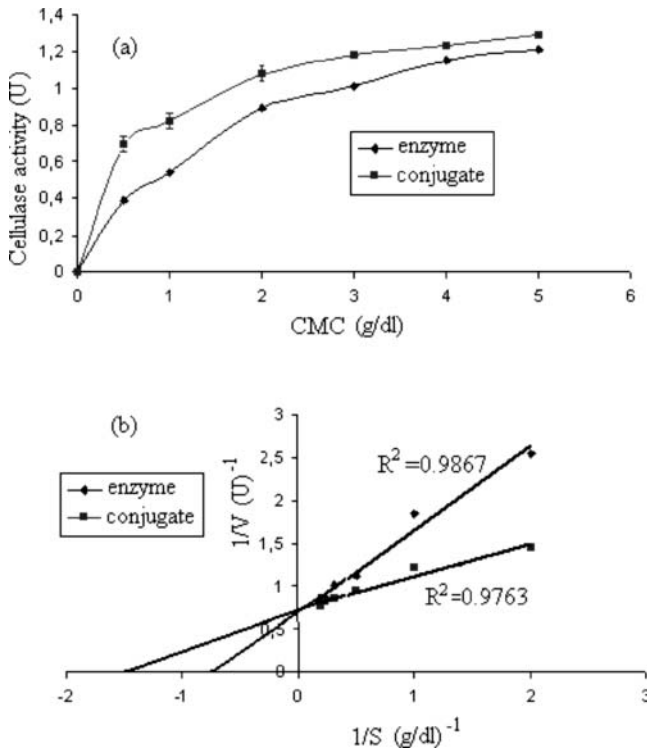 (a)
Cellulase activity (U)
1,4
1,2
1
0,8
0,6
0,4
0,2
0
0 1 2 3 4 5 6
CMC (g/dl)
enzyme
conjugate
(b)
enzyme
conjugate
1/V (U)⁻¹
3
2,5
2
1,5
1
0,5
0
R²=0.9867
R²=0.9763
-2 -1 0 1 2 3
1/S (g/dl)⁻¹